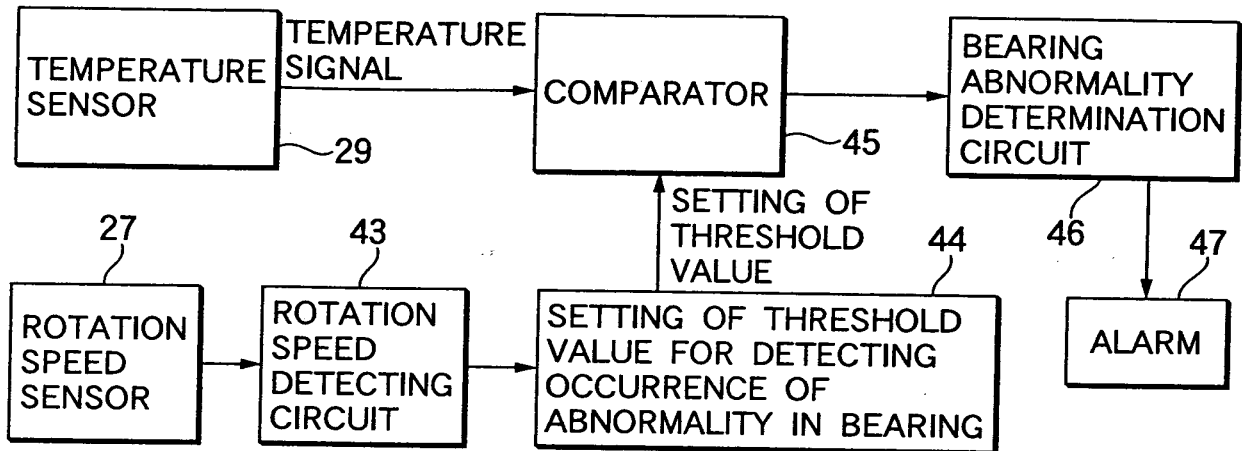 TEMPERATURE
SENSOR
29
TEMPERATURE
SIGNAL
COMPARATOR
45
BEARING
ABNORMALITY
DETERMINATION
CIRCUIT
46
SETTING OF
THRESHOLD
VALUE
27
ROTATION
SPEED
SENSOR
43
ROTATION
SPEED
DETECTING
CIRCUIT
44
SETTING OF THRESHOLD
VALUE FOR DETECTING
OCCURRENCE OF
ABNORMALITY IN BEARING
47
ALARM